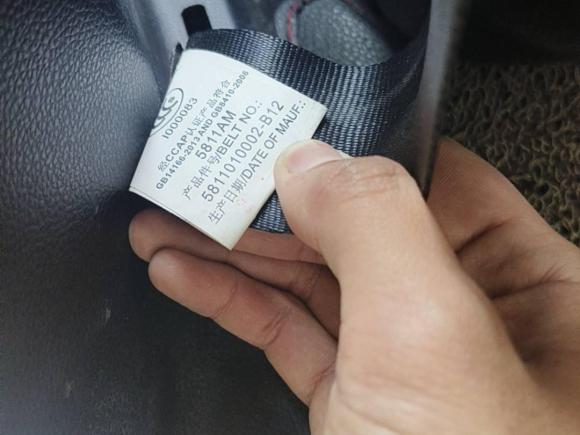 I000083
经CCAP认证产品符合
GB14166-2013 AND GB8410-2006
5811AM
产品件号/BELT NO.:
5811010002-B12
生产日期/DATE OF MAUF.: